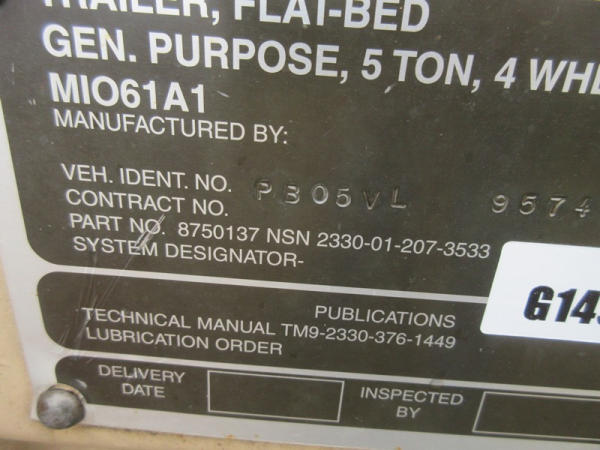 TRAILER, FLAT-BED
GEN. PURPOSE, 5 TON, 4 WHE
MIO61A1
MANUFACTURED BY:
VEH. IDENT. NO. PB05VL 9574
CONTRACT NO.
PART NO. 8750137 NSN 2330-01-207-3533
SYSTEM DESIGNATOR-
G143
PUBLICATIONS
TECHNICAL MANUAL TM9-2330-376-1449
LUBRICATION ORDER
DELIVERY DATE
INSPECTED BY